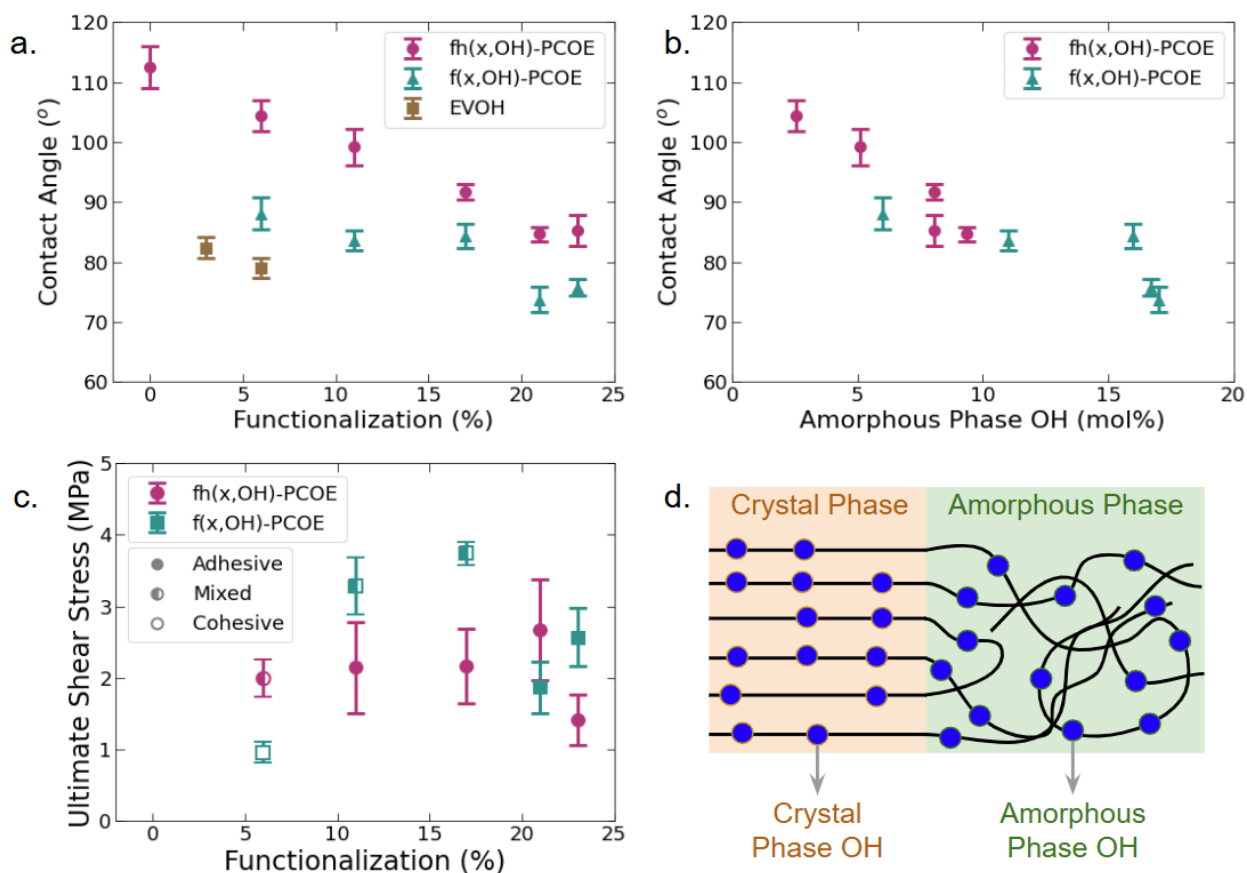 a.
120
110
100
90
80
70
60
Contact Angle (⁰)
fh(x,OH)-PCOE
f(x,OH)-PCOE
EVOH
0 5 10 15 20 25
Functionalization (%)
b.
120
110
100
90
80
70
60
Contact Angle (⁰)
fh(x,OH)-PCOE
f(x,OH)-PCOE
0 5 10 15 20
Amorphous Phase OH (mol%)
c.
5
4
3
2
1
0
Ultimate Shear Stress (MPa)
fh(x,OH)-PCOE
f(x,OH)-PCOE
Adhesive
Mixed
Cohesive
0 5 10 15 20 25
Functionalization (%)
d.
Crystal Phase
Amorphous Phase
Crystal
Phase OH
Amorphous
Phase OH